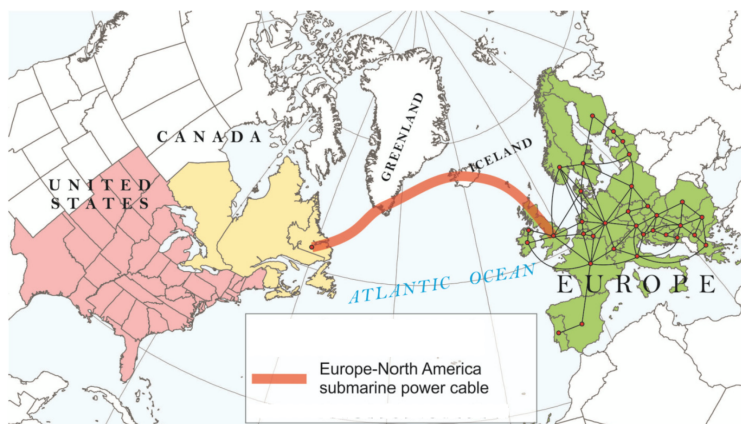 CANADA
UNITED
STATES
GREENLAND
ICELAND
ATLANTIC OCEAN
EUROPE
Europe-North America
submarine power cable